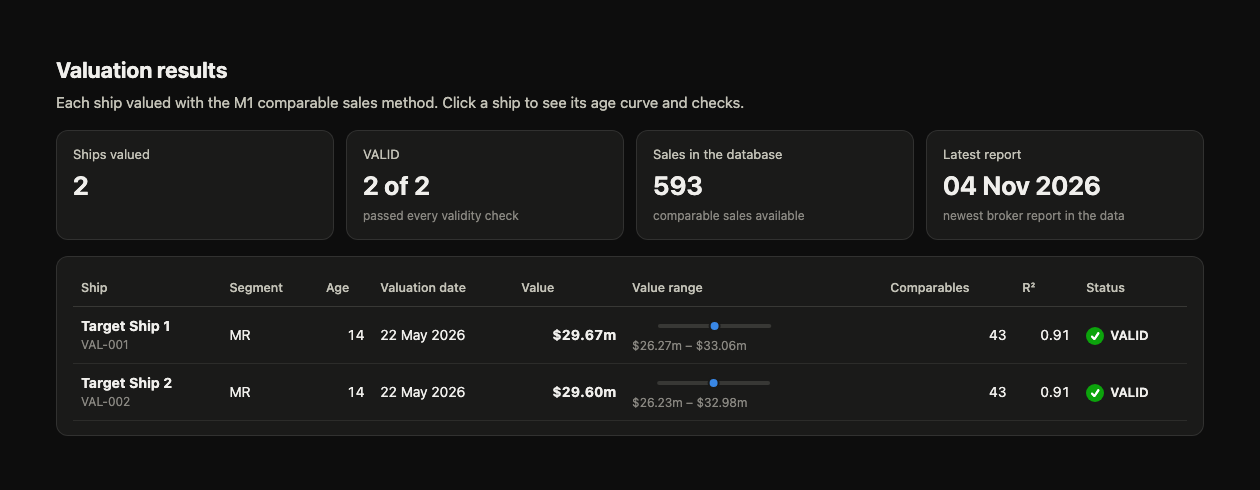 Valuation results
Each ship valued with the M1 comparable sales method. Click a ship to see its age curve and checks.
Ships valued
2
VALID
2 of 2
passed every validity check
Sales in the database
593
comparable sales available
Latest report
04 Nov 2026
newest broker report in the data
Ship Segment Age Valuation date Value Value range Comparables R² Status
Target Ship 1
VAL-001
MR 14 22 May 2026 $29.67m
$26.27m – $33.06m
43 0.91 VALID
Target Ship 2
VAL-002
MR 14 22 May 2026 $29.60m
$26.23m – $32.98m
43 0.91 VALID